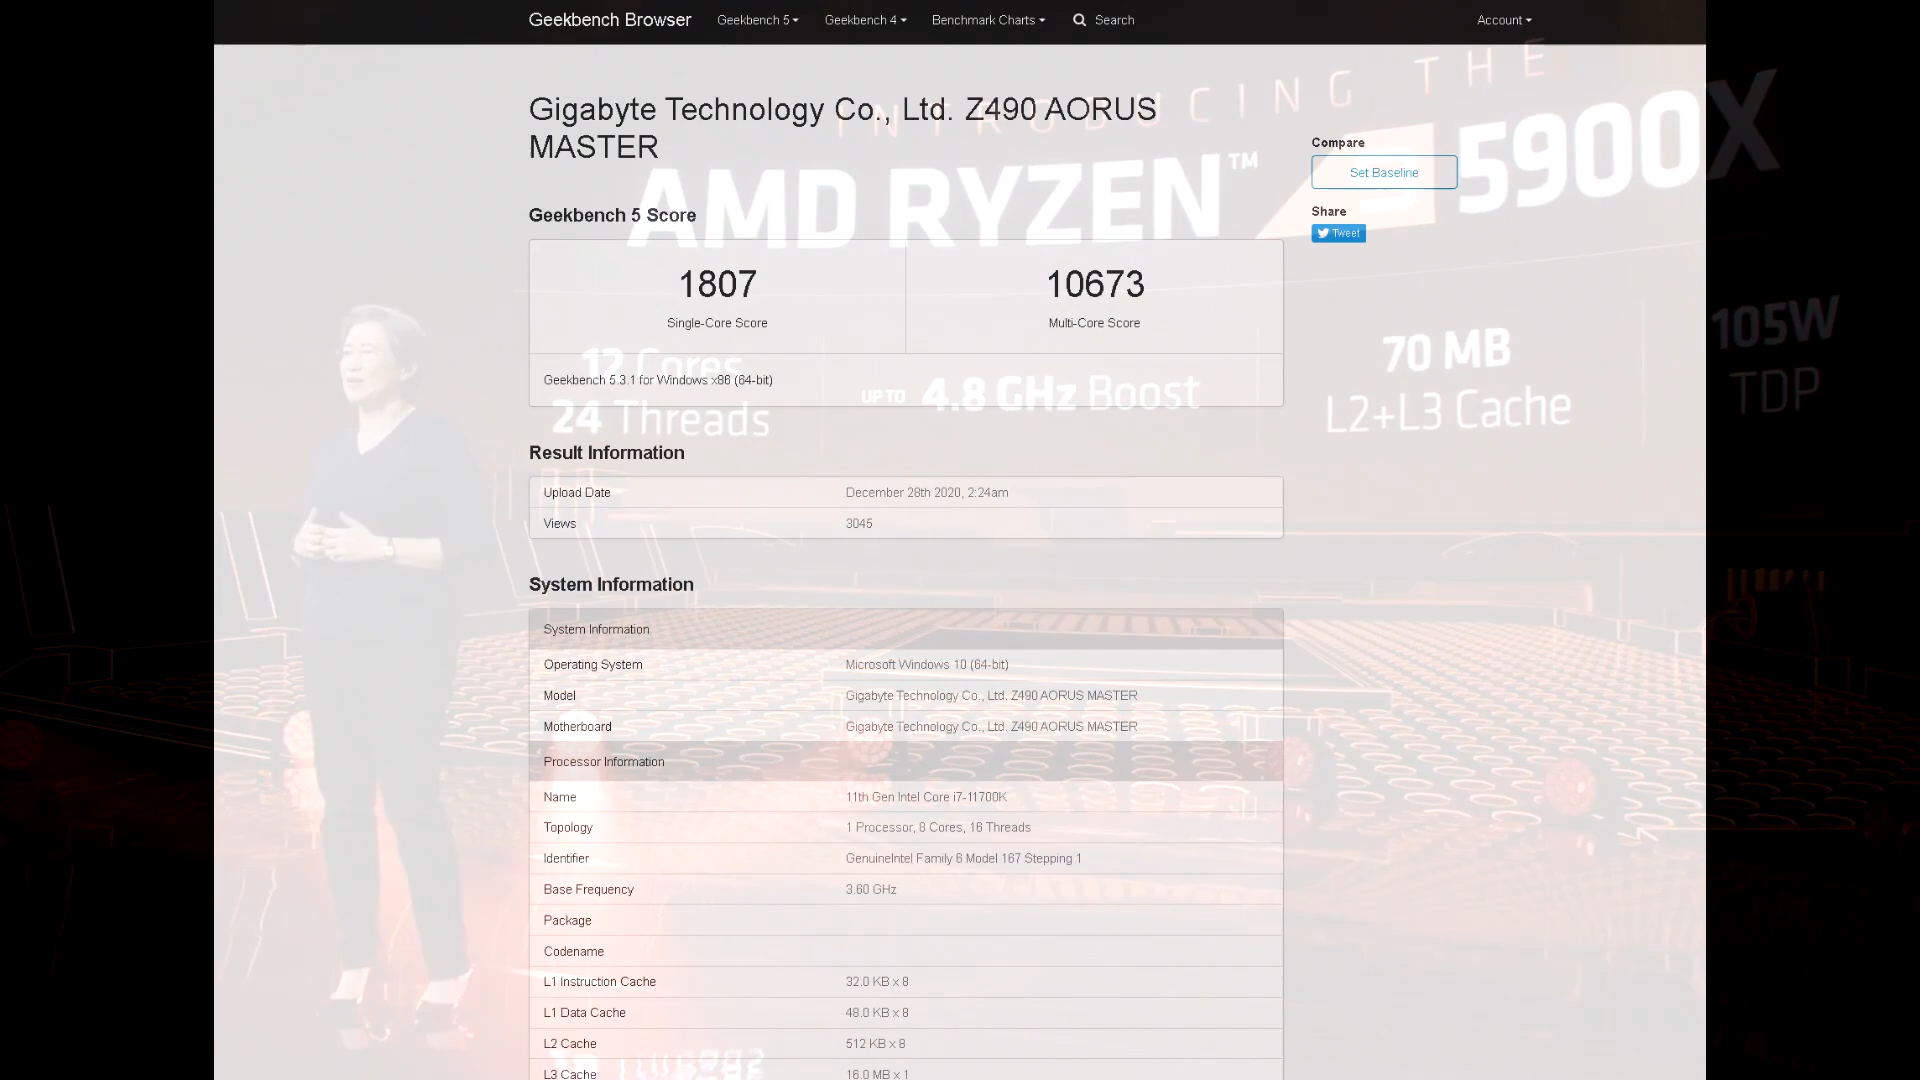 Geekbench Browser Geekbench 5 Geekbench 4 Benchmark Charts Search Account
INTRODUCING THE
Gigabyte Technology Co., Ltd. Z490 AORUS
MASTER
AMD RYZEN™ 9 5900X
Compare
Set Baseline
Share
Tweet
Geekbench 5 Score
1807 10673
Single-Core Score Multi-Core Score
Geekbench 5.3.1 for Windows x86 (64-bit)
12 Cores
24 Threads
UP TO 4.8 GHz Boost
70 MB
L2+L3 Cache
105W
TDP
Result Information
Upload Date December 28th 2020, 2:24am
Views 3045
System Information
System Information
Operating System Microsoft Windows 10 (64-bit)
Model Gigabyte Technology Co., Ltd. Z490 AORUS MASTER
Motherboard Gigabyte Technology Co., Ltd. Z490 AORUS MASTER
Processor Information
Name 11th Gen Intel Core i7-11700K
Topology 1 Processor, 8 Cores, 16 Threads
Identifier GenuineIntel Family 6 Model 167 Stepping 1
Base Frequency 3.60 GHz
Package
Codename
L1 Instruction Cache 32.0 KB x 8
L1 Data Cache 48.0 KB x 8
L2 Cache 512 KB x 8
L3 Cache 16.0 MB x 1